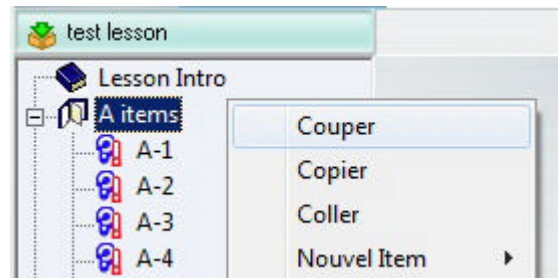 test lesson
Lesson Intro
A items
A-1
A-2
A-3
A-4
Couper
Copier
Coller
Nouvel Item